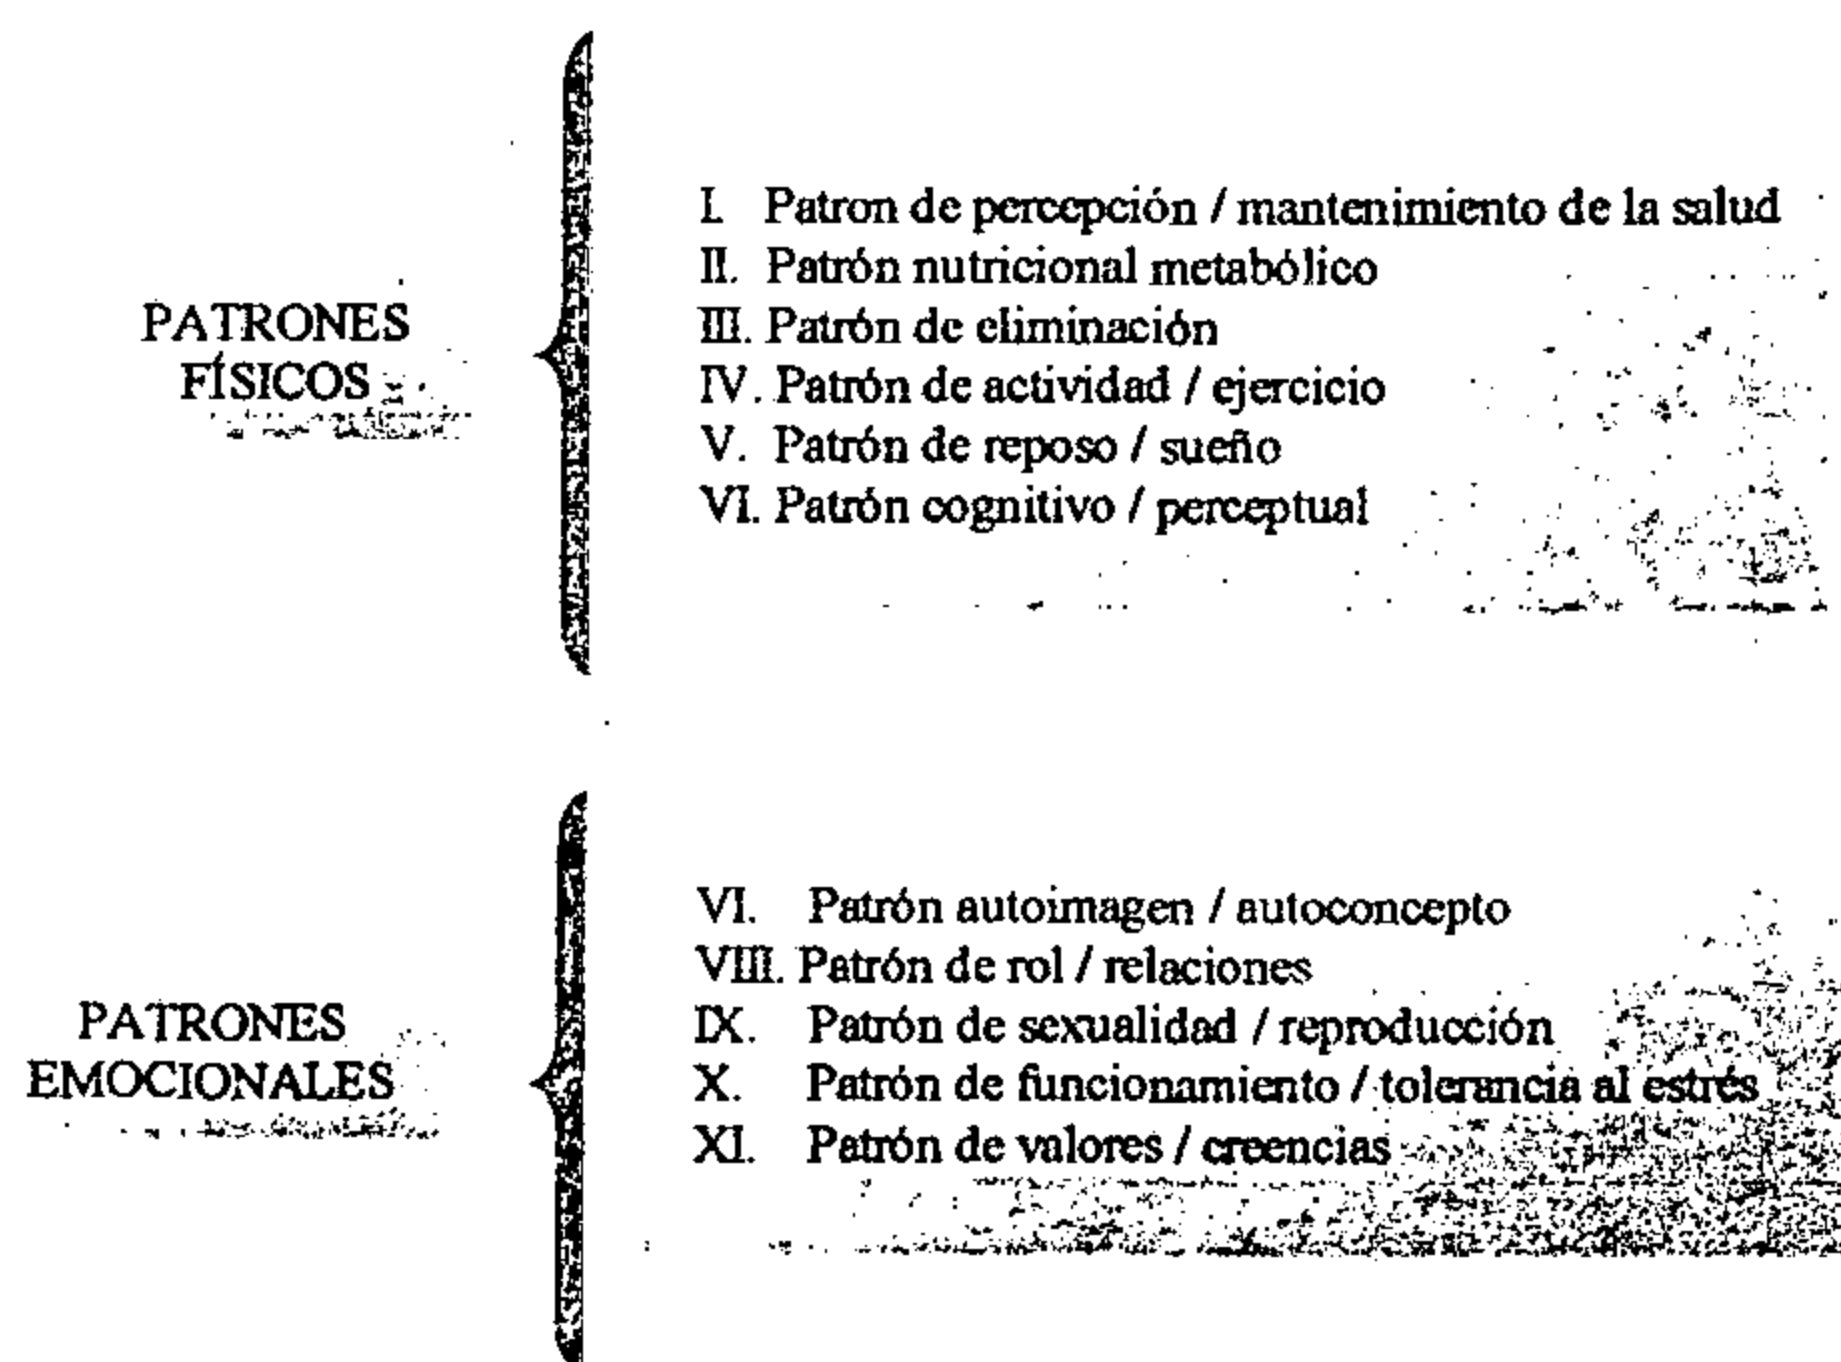 PATRONES
FÍSICOS
I. Patron de percepción / mantenimiento de la salud
II. Patrón nutricional metabólico
III. Patrón de eliminación
IV. Patrón de actividad / ejercicio
V. Patrón de reposo / sueño
VI. Patrón cognitivo / perceptual
PATRONES
EMOCIONALES
VI. Patrón autoimagen / autoconcepto
VIII. Patrón de rol / relaciones
IX. Patrón de sexualidad / reproducción
X. Patrón de funcionamiento / tolerancia al estrés
XI. Patrón de valores / creencias